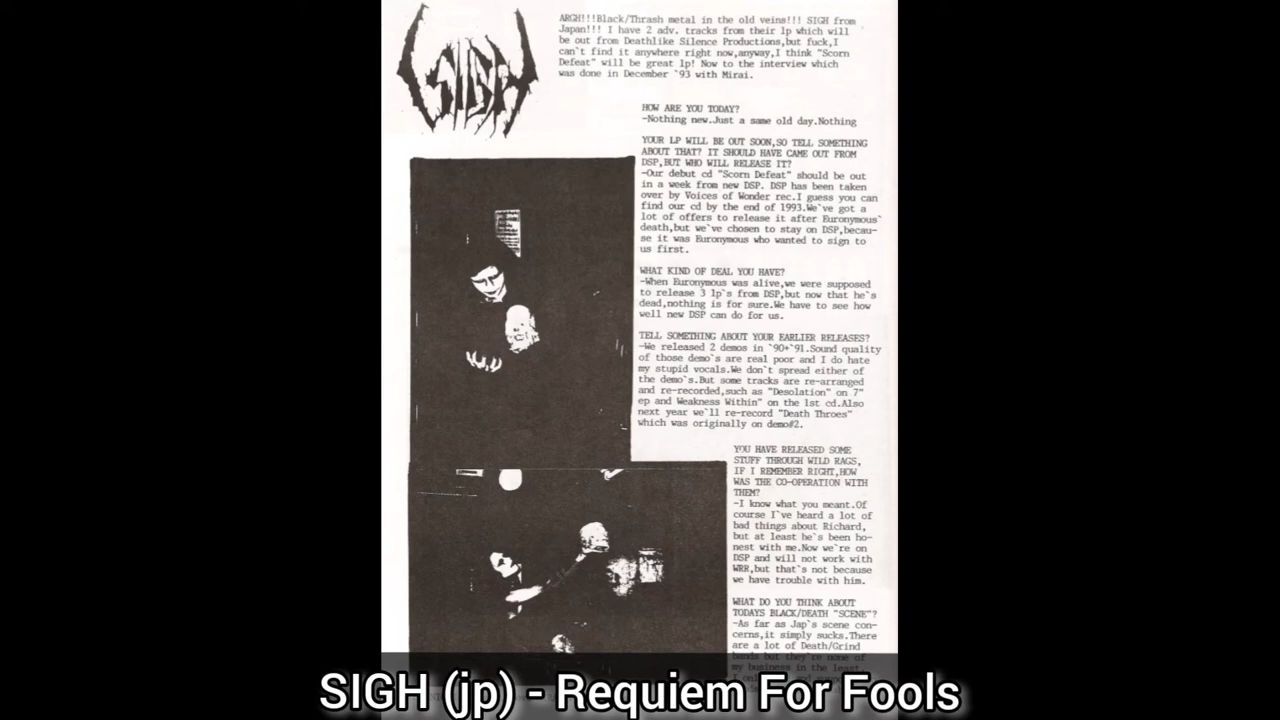 SIGH
ARGH!!!Black/Thrash metal in the old veins!!! SIGH from
Japan!!! I have 2 adv. tracks from their lp which will
be out from Deathlike Silence Productions,but fuck,I
can`t find it anywhere right now,anyway,I think "Scorn
Defeat" will be great lp! Now to the interview which
was done in December `93 with Mirai.
HOW ARE YOU TODAY?
-Nothing new.Just a same old day.Nothing
YOUR LP WILL BE OUT SOON,SO TELL SOMETHING
ABOUT THAT? IT SHOULD HAVE CAME OUT FROM
DSP,BUT WHO WILL RELEASE IT?
-Our debut cd "Scorn Defeat" should be out
in a week from new DSP. DSP has been taken
over by Voices of Wonder rec.I guess you can
find our cd by the end of 1993.We`ve got a
lot of offers to release it after Euronymous`
death,but we`ve chosen to stay on DSP,becau-
se it was Euronymous who wanted to sign to
us first.
WHAT KIND OF DEAL YOU HAVE?
-When Euronymous was alive,we were supposed
to release 3 lp`s from DSP,but now that he`s
dead,nothing is for sure.We have to see how
well new DSP can do for us.
TELL SOMETHING ABOUT YOUR EARLIER RELEASES?
-We released 2 demos in `90+`91.Sound quality
of those demo`s are real poor and I do hate
my stupid vocals.We don`t spread either of
the demo`s.But some tracks are re-arranged
and re-recorded,such as "Desolation" on 7"
ep and Weakness Within" on the 1st cd.Also
next year we`ll re-record "Death Throes"
which was originally on demo#2.
YOU HAVE RELEASED SOME
STUFF THROUGH WILD RAGS,
IF I REMEMBER RIGHT,HOW
WAS THE CO-OPERATION WITH
THEM?
-I know what you meant.Of
course I`ve heard a lot of
bad things about Richard,
but at least he`s been ho-
nest with me.Now we`re on
DSP and will not work with
WRR,but that`s not because
we have trouble with him.
WHAT DO YOU THINK ABOUT
TODAYS BLACK/DEATH "SCENE"?
-As far as Jap`s scene con-
cerns,it simply sucks.There
are a lot of Death/Grind
bands but they`re none of
my business in the least.
SIGH (jp) - Requiem For Fools